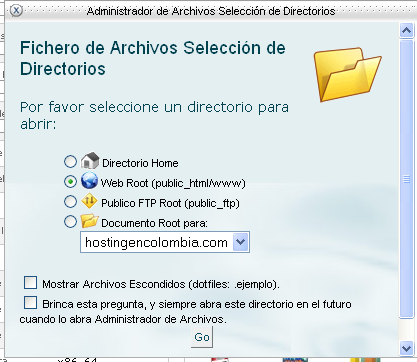 Administrador de Archivos Selección de Directorios
Fichero de Archivos Selección de
Directorios
Por favor seleccione un directorio para
abrir:
Directorio Home
Web Root (public_html/www)
Publico FTP Root (public_ftp)
Documento Root para:
hostingencolombia.com
Mostrar Archivos Escondidos (dotfiles: .ejemplo).
Brinca esta pregunta, y siempre abra este directorio en el futuro
cuando lo abra Administrador de Archivos.
Go